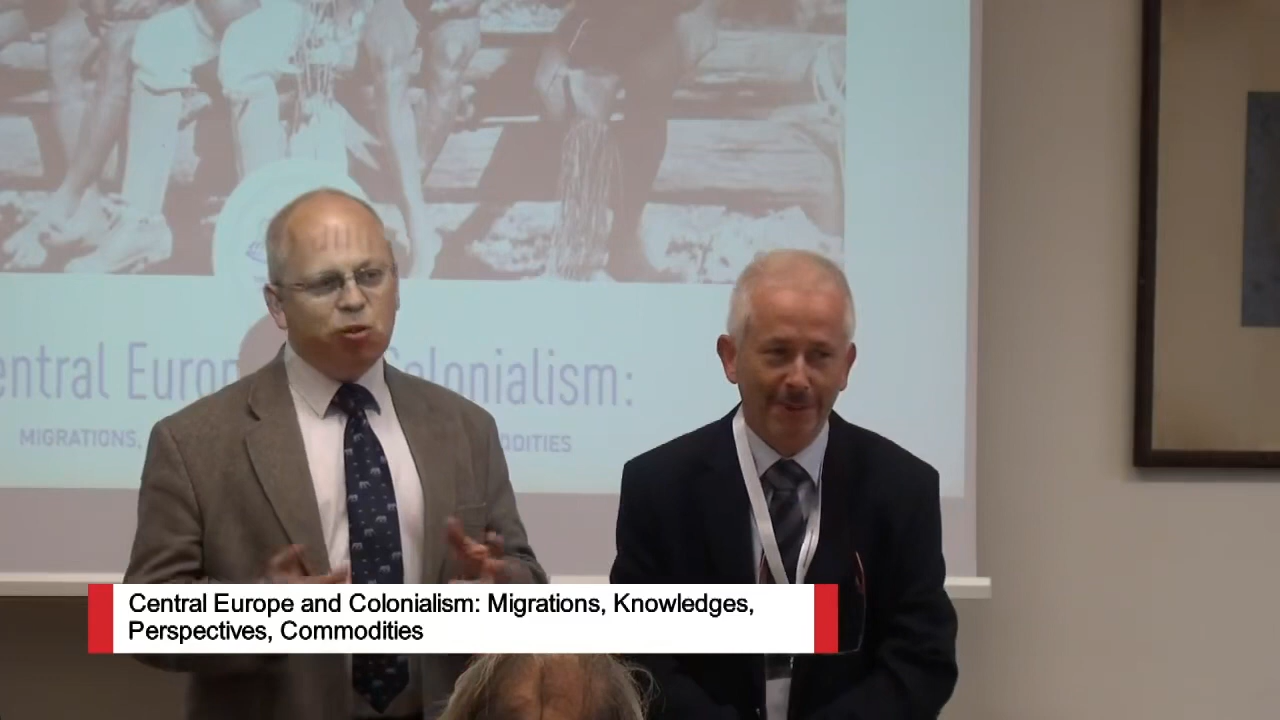 entral Europ Colonialism:
MIGRATIONS, ODITIES
Central Europe and Colonialism: Migrations, Knowledges,
Perspectives, Commodities